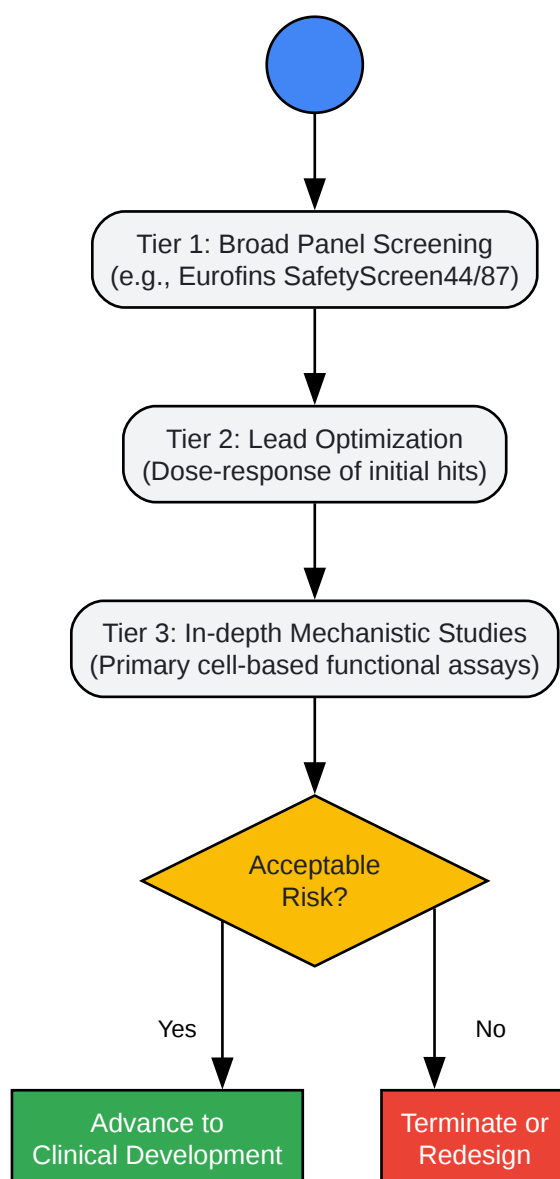 Tier 1: Broad Panel Screening
(e.g., Eurofins SafetyScreen44/87)
Tier 2: Lead Optimization
(Dose-response of initial hits)
Tier 3: In-depth Mechanistic Studies
(Primary cell-based functional assays)
Acceptable
Risk?
Yes
No
Advance to
Clinical Development
Terminate or
Redesign